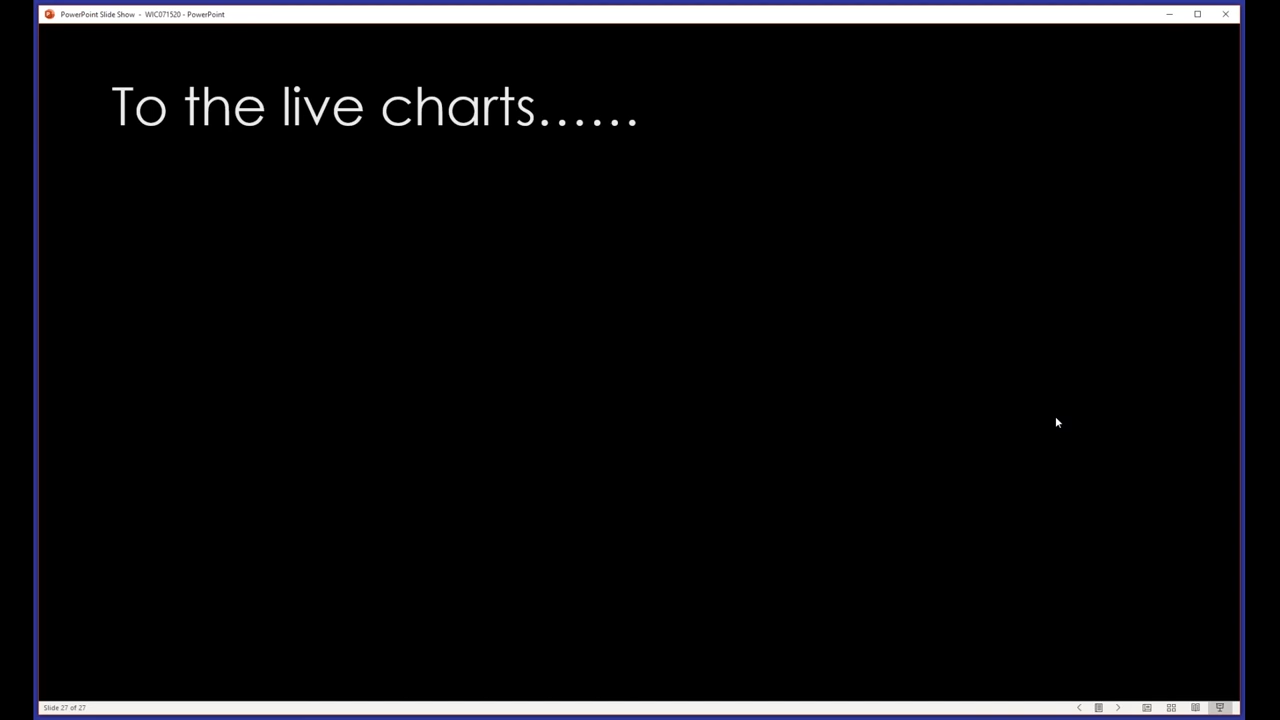 PowerPoint Slide Show - WIC071520 - PowerPoint
To the live charts......
Slide 27 of 27